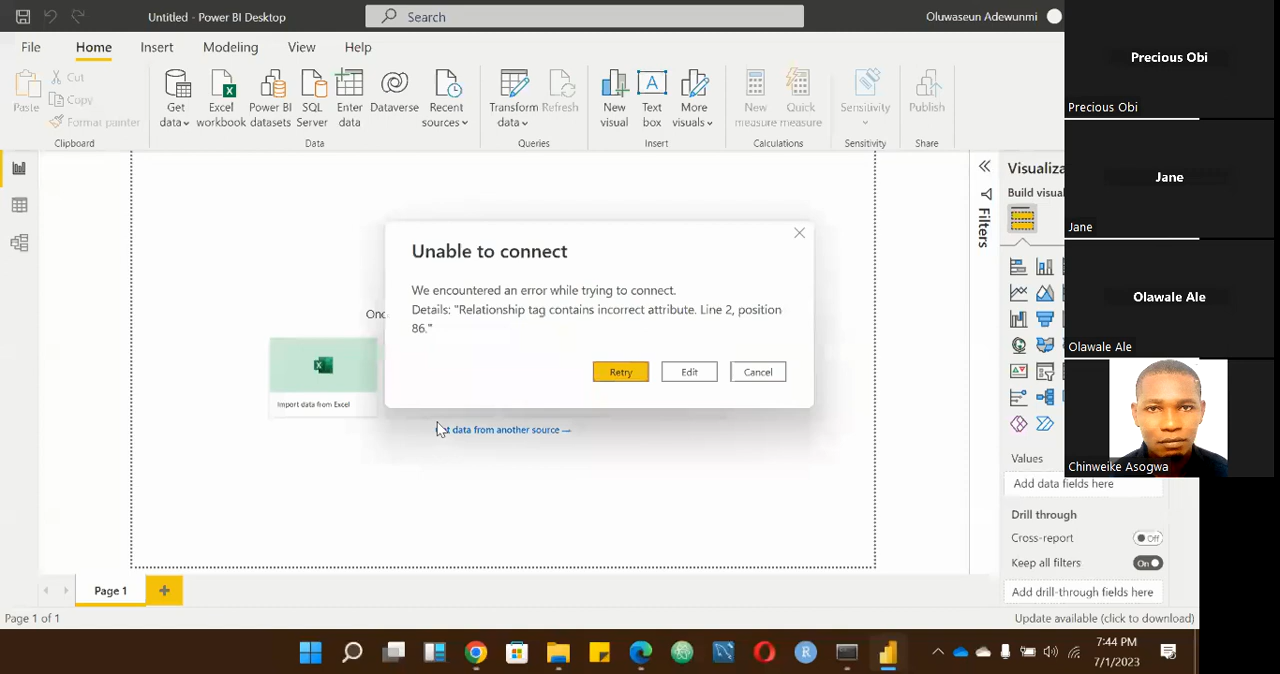 Untitled - Power BI Desktop
Search
Oluwaseun Adewunmi
File Home Insert Modeling View Help
Paste
Cut
Copy
Format painter
Clipboard
Get data
Excel workbook
Power BI datasets
SQL Server
Enter data
Dataverse
Recent sources
Data
Transform data
Refresh
Queries
New visual
Text box
More visuals
Insert
New measure
Quick measure
Calculations
Sensitivity
Sensitivity
Publish
Share
Unable to connect
We encountered an error while trying to connect.
Details: "Relationship tag contains incorrect attribute. Line 2, position
86."
Retry
Edit
Cancel
Import data from Excel
data from another source
Filters
Build visua
Values
Add data fields here
Drill through
Cross-report
Off
Keep all filters
On
Add drill-through fields here
Precious Obi
Precious Obi
Jane
Jane
Olawale Ale
Olawale Ale
Chinweike Asogwa
Page 1
Page 1 of 1
Update available (click to download)
7:44 PM
7/1/2023